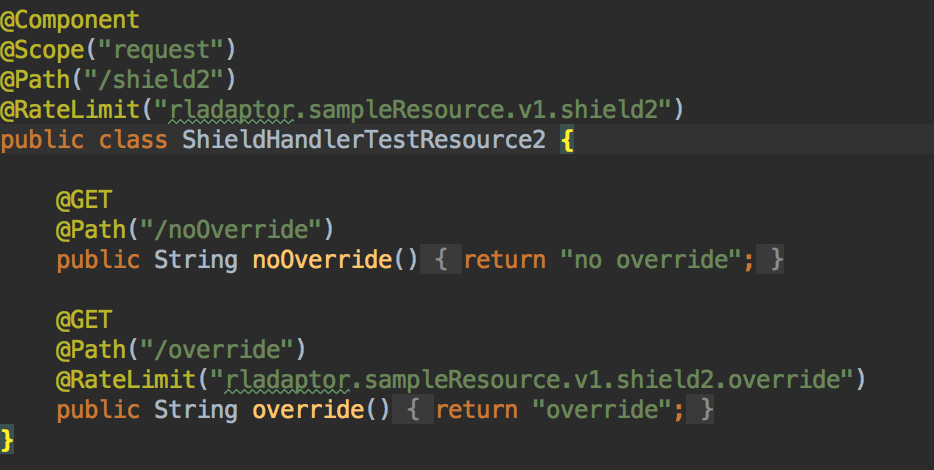 @Component
@Scope("request")
@Path("/shield2")
@RateLimit("rladaptor.sampleResource.v1.shield2")
public class ShieldHandlerTestResource2 {
@GET
@Path("/noOverride")
public String noOverride() { return "no override"; }
@GET
@Path("/override")
@RateLimit("rladaptor.sampleResource.v1.shield2.override")
public String override() { return "override"; }
}